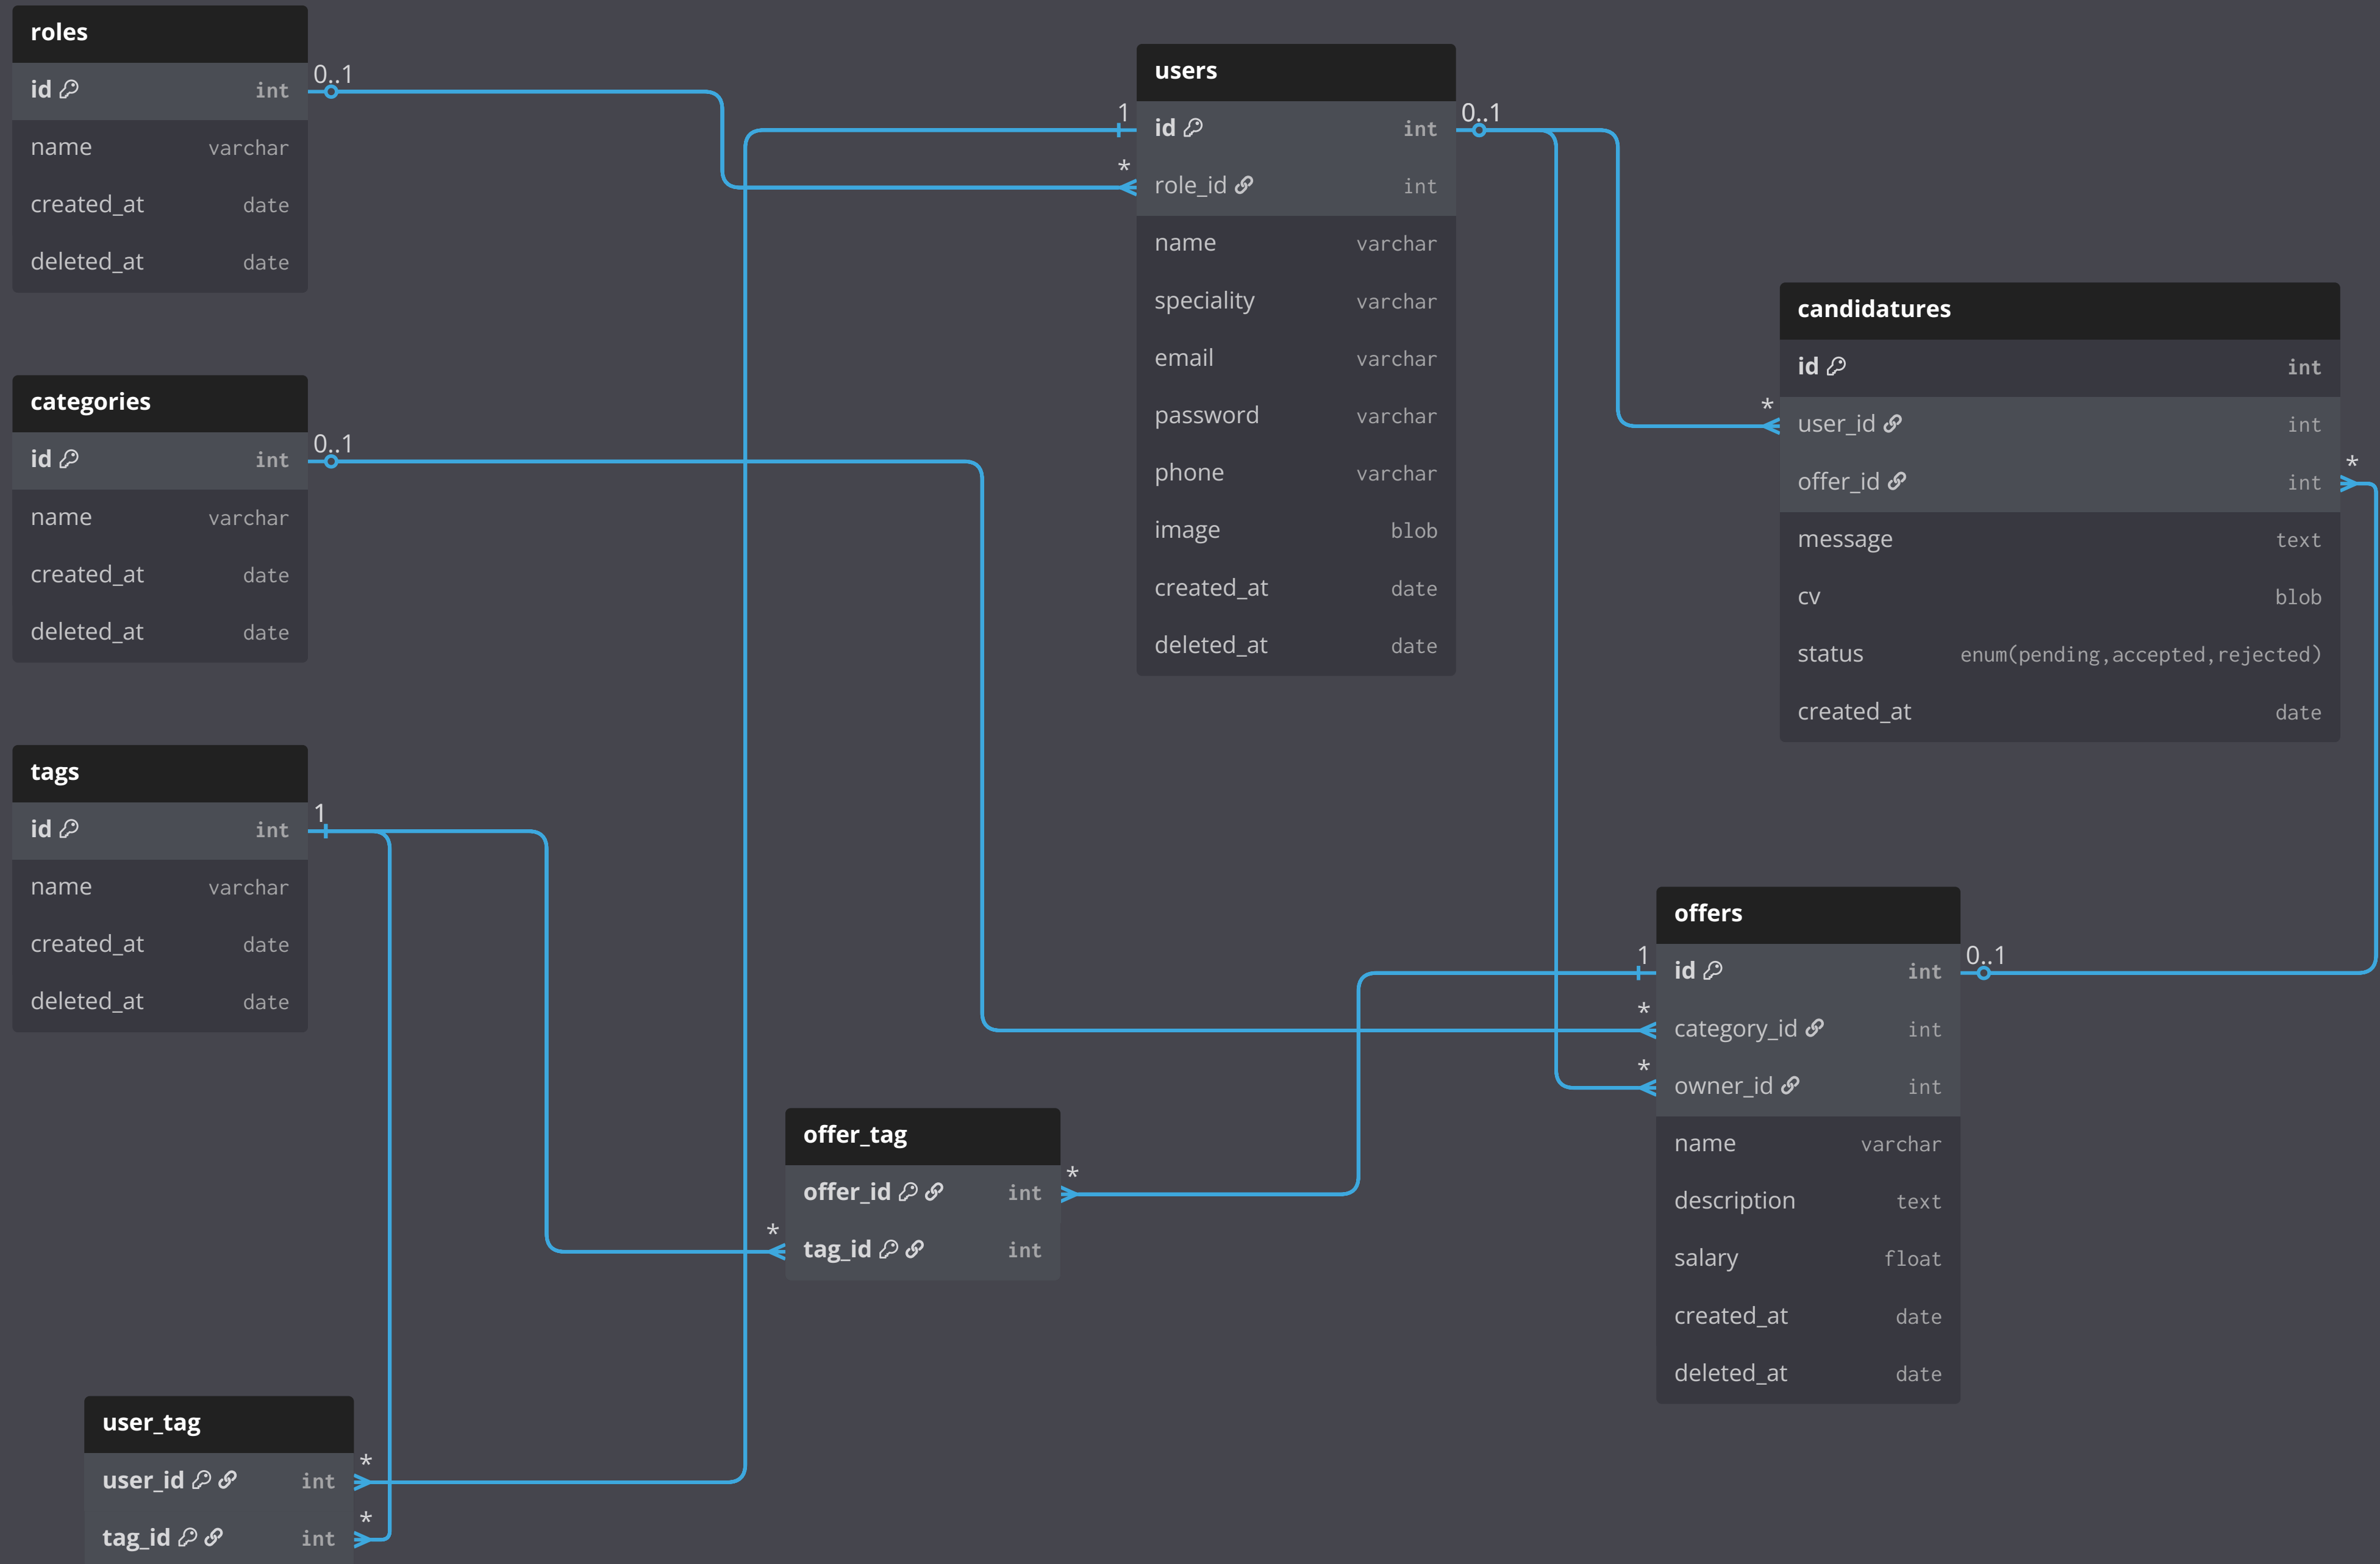 roles
0..1
id int
name varchar
created_at date
deleted_at date
categories
0..1
id int
name varchar
created_at date
deleted_at date
tags
1
id int
name varchar
created_at date
deleted_at date
user_tag
*
user_id int
*
tag_id int
offer_tag
*
offer_id int
*
tag_id int
users
1
0..1
id int
*
role_id int
name varchar
speciality varchar
email varchar
password varchar
phone varchar
image blob
created_at date
deleted_at date
candidatures
id int
*
user_id int
*
offer_id int
message text
cv blob
status enum(pending,accepted,rejected)
created_at date
offers
1
0..1
id int
*
category_id int
*
owner_id int
name varchar
description text
salary float
created_at date
deleted_at date